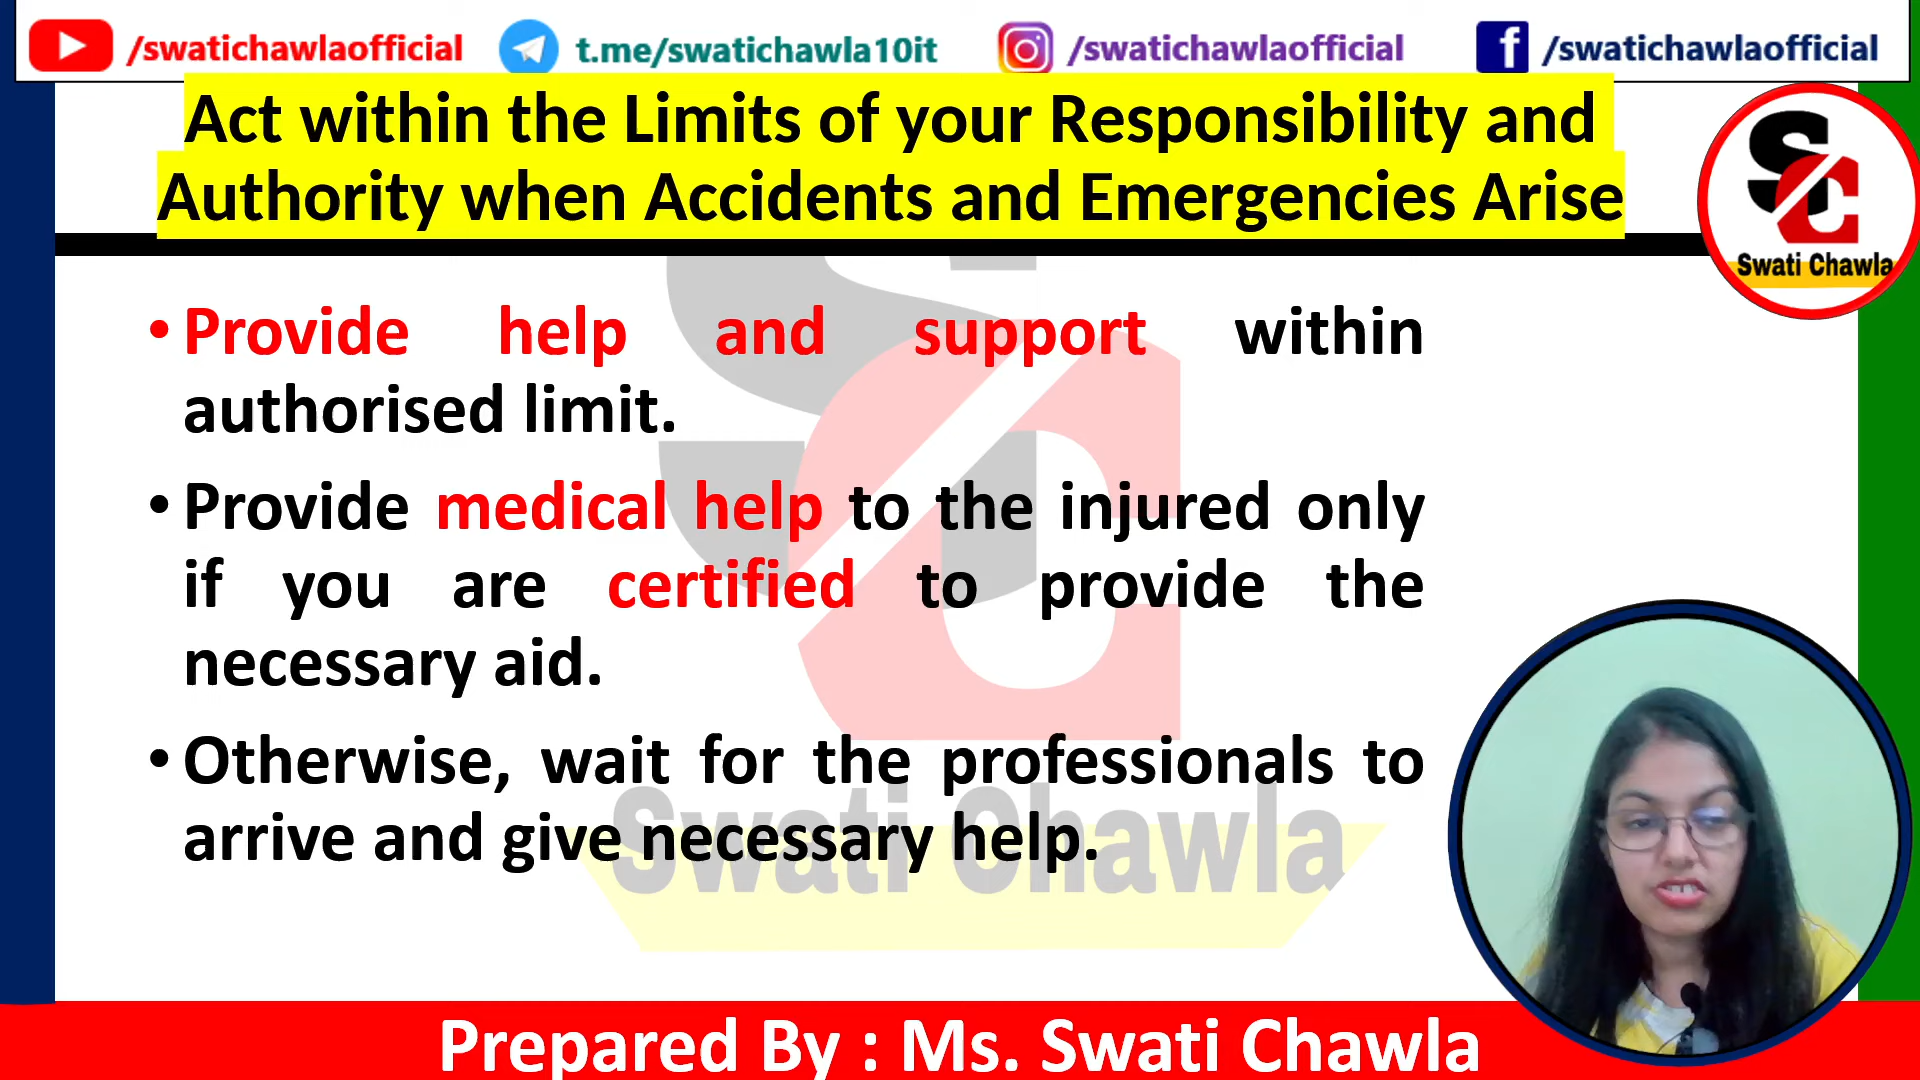 /swatichawlaofficial t.me/swatichawla10it /swatichawlaofficial /swatichawlaofficial
Act within the Limits of your Responsibility and
Authority when Accidents and Emergencies Arise
SC
Swati Chawla
• Provide help and support within
authorised limit.
• Provide medical help to the injured only
if you are certified to provide the
necessary aid.
• Otherwise, wait for the professionals to
arrive and give necessary help.
Swati Chawla
Prepared By : Ms. Swati Chawla